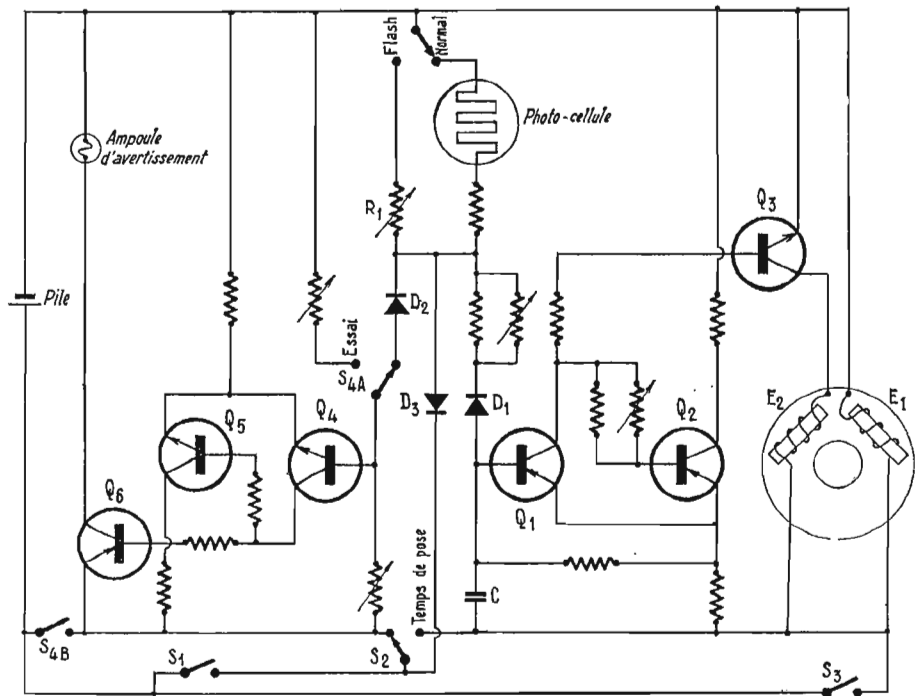 Flash
Normal
Ampoule
d'avertissement
Photo-cellule
R1
Q3
Pile
Essai
D2
S4A
D3
D1
Q2
E2
E1
Q5
Q4
Q6
Q1
Temps de pose
C
S4B
S1
S2
S3